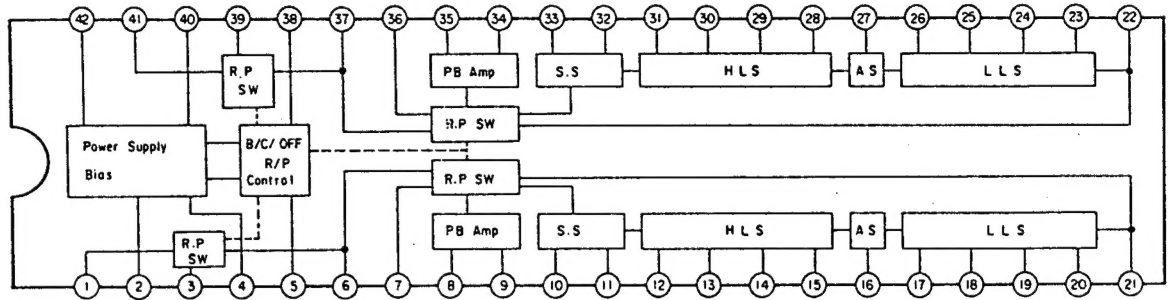 42 41 40 39 38 37 36 35 34 33 32 31 30 29 28 27 26 25 24 23 22
R.P
SW
PB Amp
S.S
H L S
A S
L L S
R.P SW
Power Supply
Bias
B/C/OFF
R/P
Control
R.P SW
R.P
SW
PB Amp
S.S
H L S
A S
L L S
1 2 3 4 5 6 7 8 9 10 11 12 13 14 15 16 17 18 19 20 21